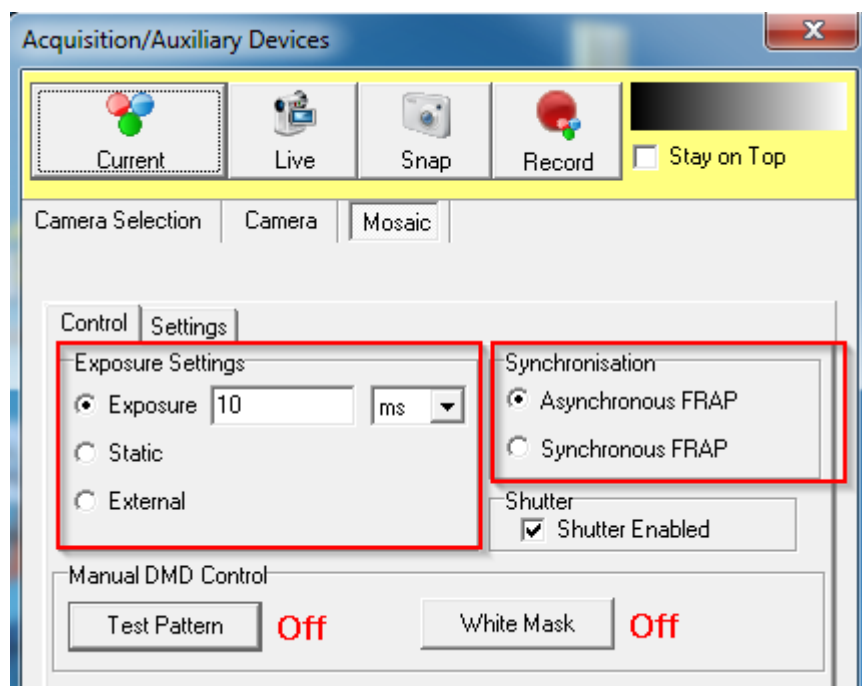 Acquisition/Auxiliary Devices
Current Live Snap Record Stay on Top
Camera Selection Camera Mosaic
Control Settings
Exposure Settings
Exposure 10 ms
Static
External
Synchronisation
Asynchronous FRAP
Synchronous FRAP
Shutter
Shutter Enabled
Manual DMD Control
Test Pattern Off White Mask Off